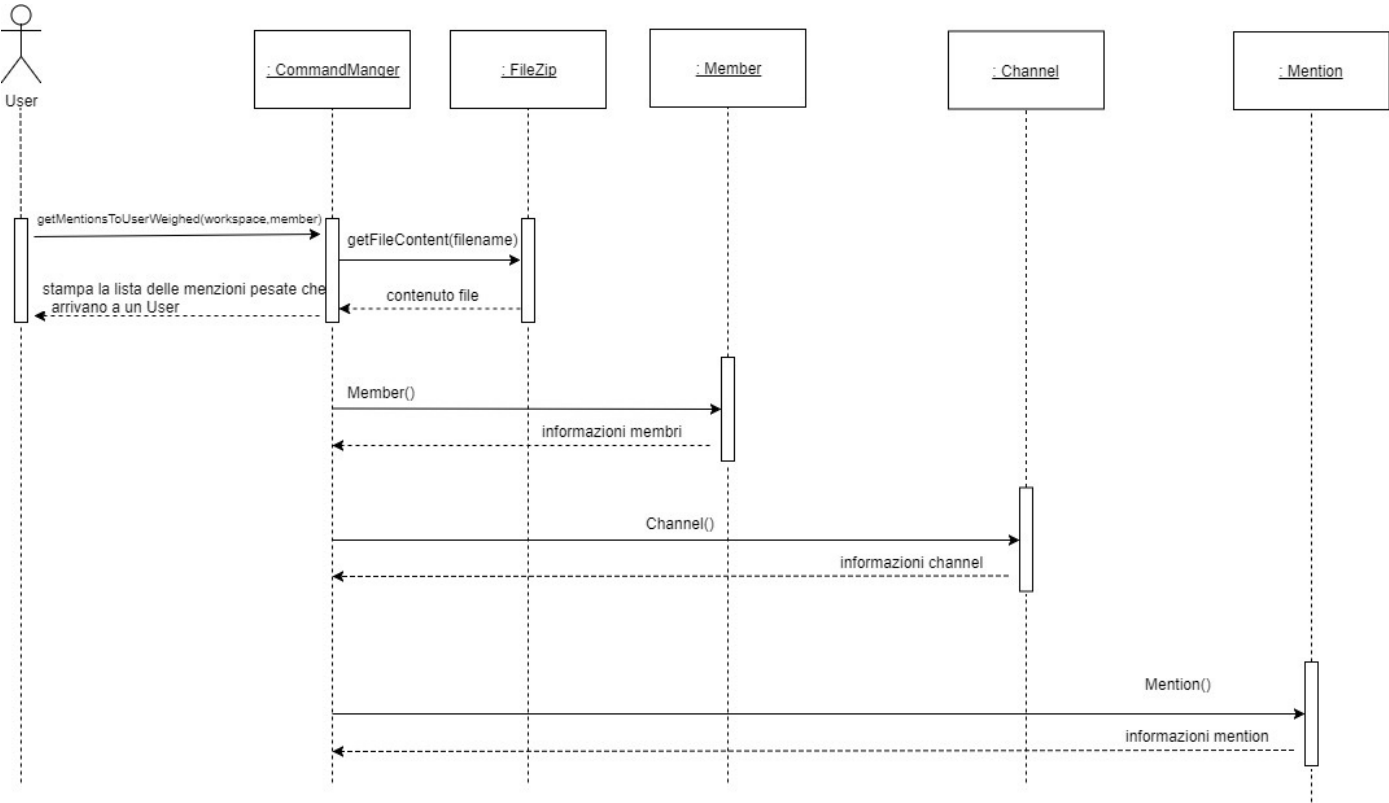 : CommandManger
: FileZip
: Member
: Channel
: Mention
User
getMentionsToUserWeighed(workspace,member)
getFileContent(filename)
stampa la lista delle menzioni pesate che
arrivano a un User
contenuto file
Member()
informazioni membri
Channel()
informazioni channel
Mention()
informazioni mention